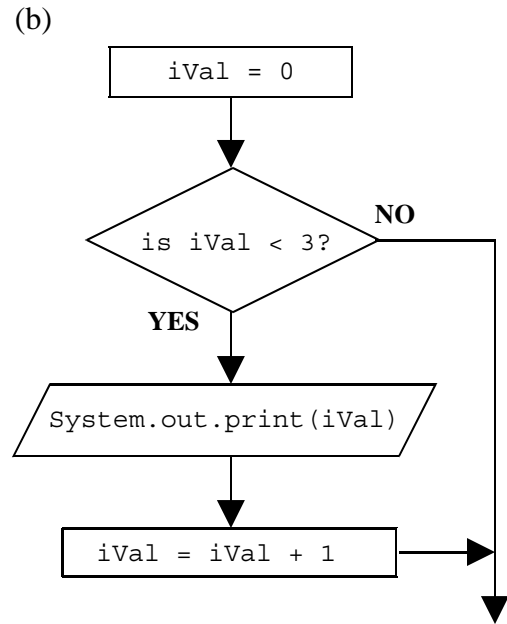 (b)
iVal = 0
is iVal < 3?
NO
YES
System.out.print(iVal)
iVal = iVal + 1